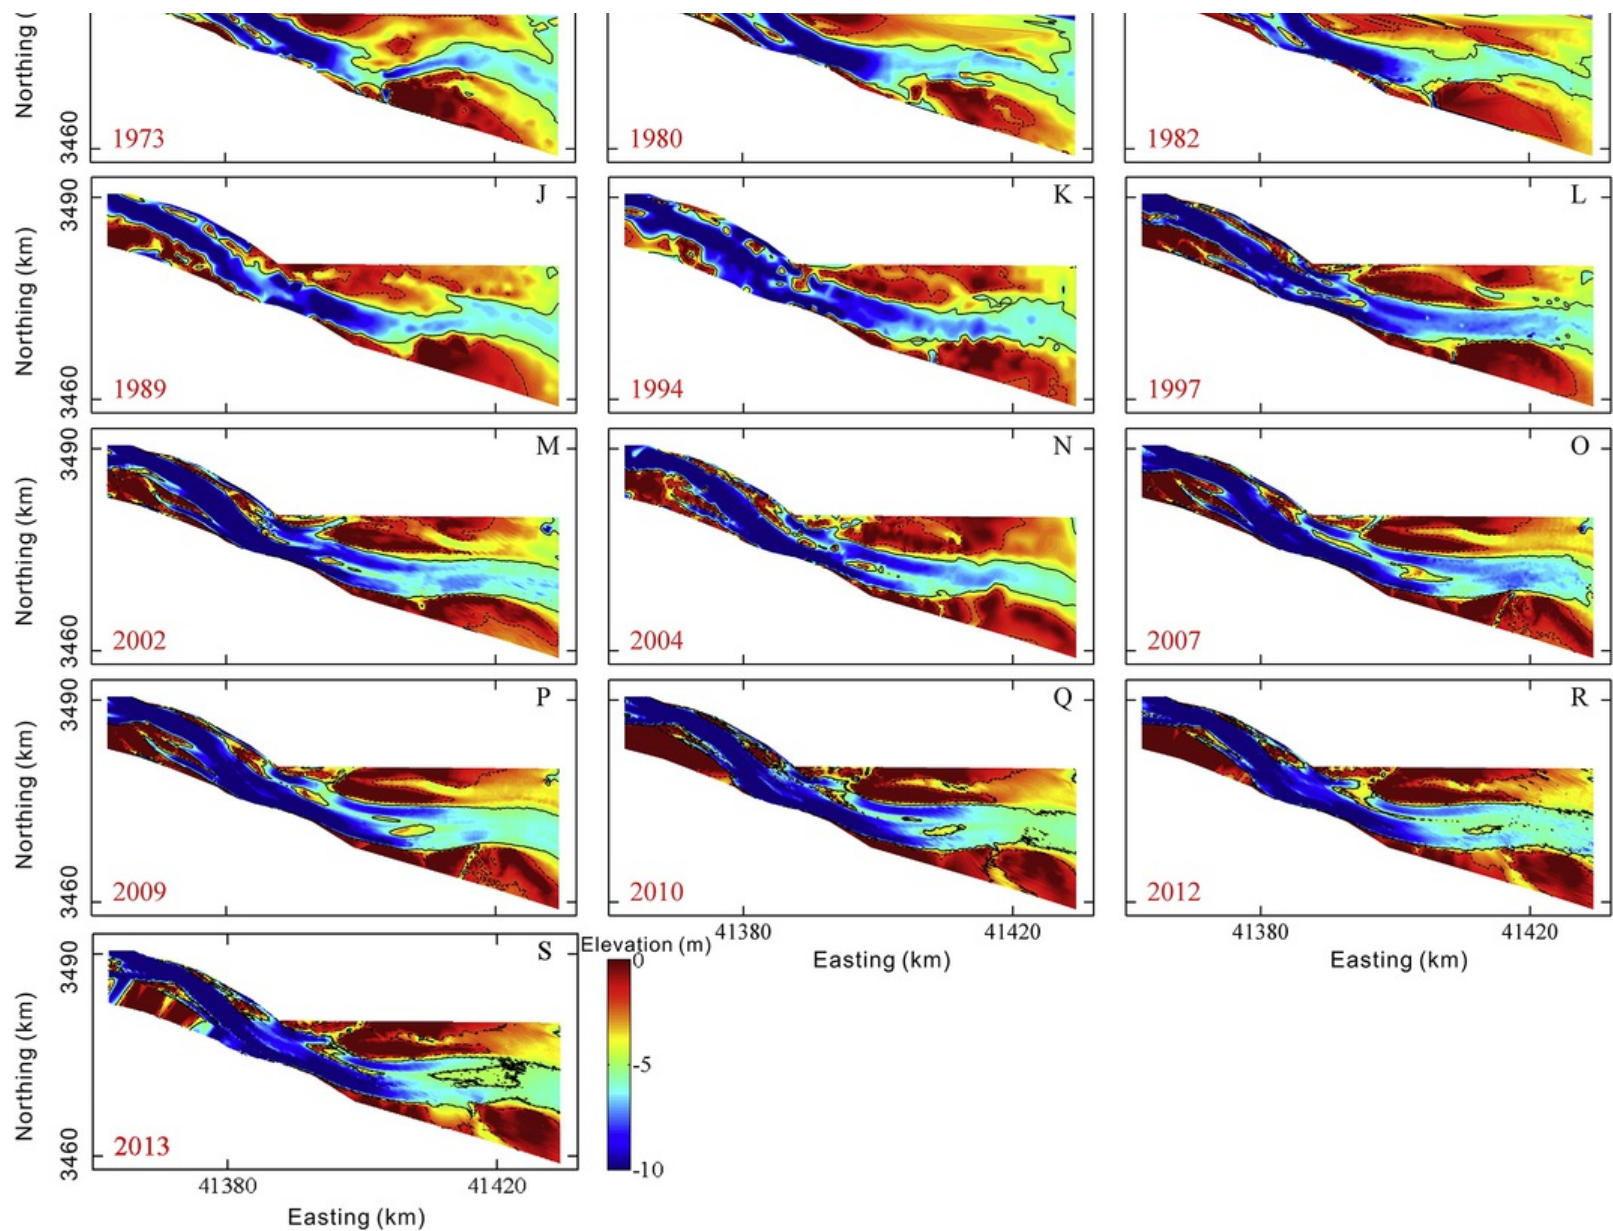 Northing (
3460
1973
1980
1982
Northing (km)
3490
3460
J
1989
K
1994
L
1997
Northing (km)
3490
3460
M
2002
N
2004
O
2007
Northing (km)
3490
3460
P
2009
Q
2010
R
2012
41380
41420
Easting (km)
41380
41420
Easting (km)
Northing (km)
3490
3460
S
2013
Elevation (m)
0
-5
-10
41380
41420
Easting (km)